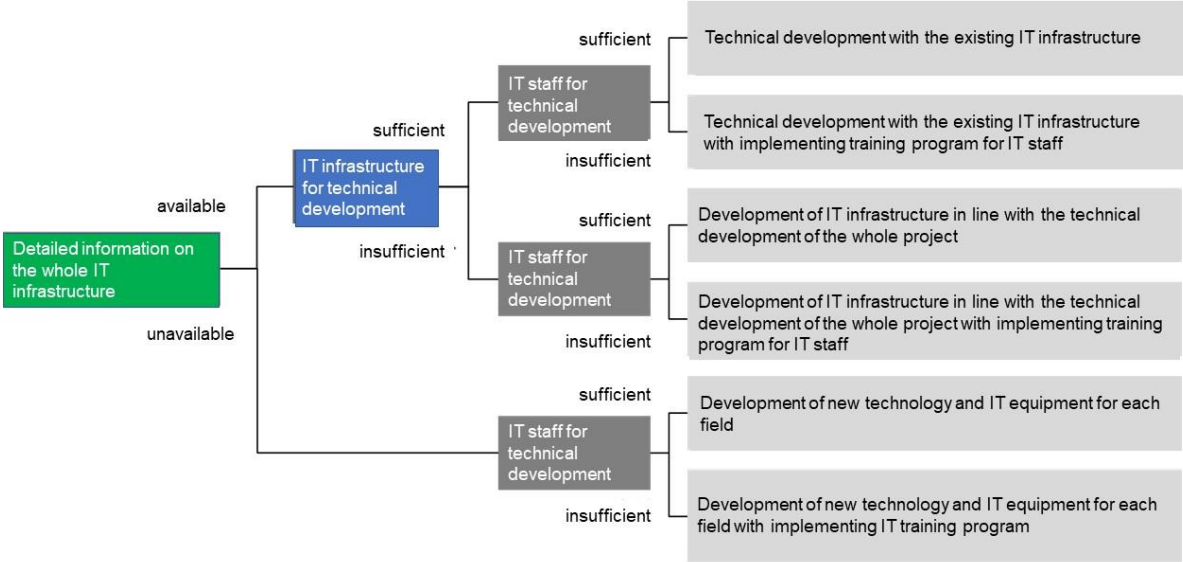 sufficient
Technical development with the existing IT infrastructure
IT staff for
technical
development
Technical development with the existing IT infrastructure
with implementing training program for IT staff
sufficient
insufficient
IT infrastructure
for technical
development
available
sufficient
Development of IT infrastructure in line with the technical
development of the whole project
insufficient
Detailed information on
the whole IT
infrastructure
IT staff for
technical
development
Development of IT infrastructure in line with the technical
development of the whole project with implementing training
program for IT staff
unavailable
insufficient
sufficient
Development of new technology and IT equipment for each
field
IT staff for
technical
development
insufficient
Development of new technology and IT equipment for each
field with implementing IT training program